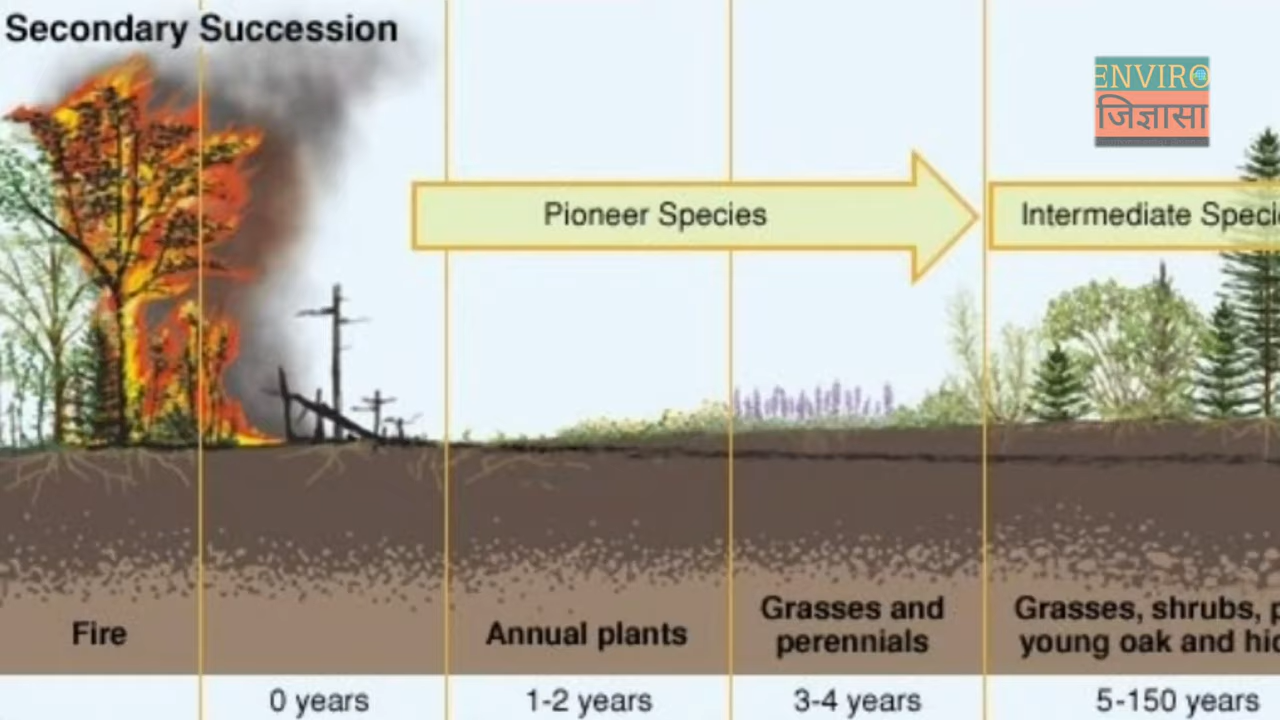 Secondary Succession
ENVIRO
जिज्ञासा
Pioneer Species
Intermediate Speci
Fire
Annual plants
Grasses and
perennials
Grasses, shrubs, p
young oak and hic
0 years
1-2 years
3-4 years
5-150 years